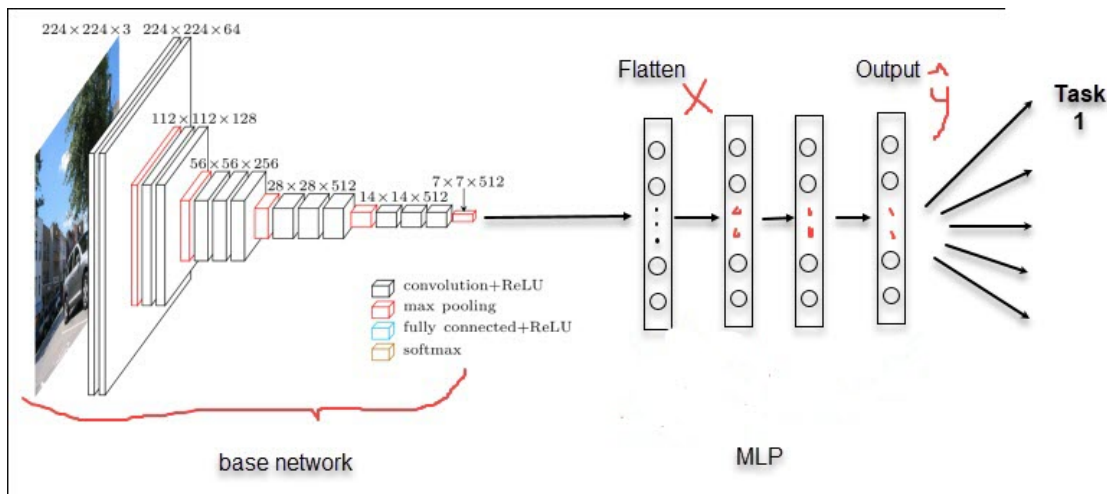 224×224×3 224×224×64
112×112×128
56×56×256
28×28×512
14×14×512
7×7×512
convolution+ReLU
max pooling
fully connected+ReLU
softmax
base network
Flatten
X
Output
ŷ
Task
1
MLP